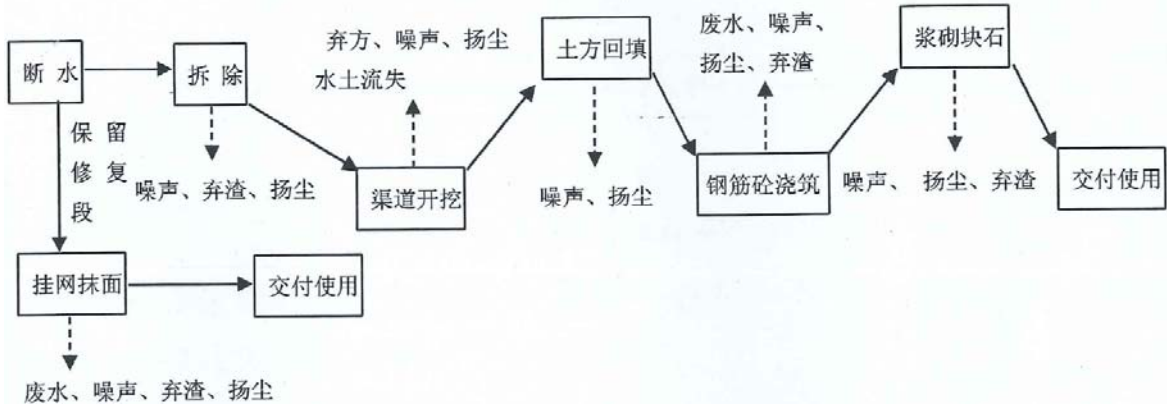 断 水
拆 除
弃方、噪声、扬尘
水土流失
土方回填
废水、噪声、
扬尘、弃渣
浆砌块石
保 留
修 复
段
噪声、弃渣、扬尘
渠道开挖
噪声、扬尘
钢筋砼浇筑
噪声、 扬尘、弃渣
交付使用
挂网抹面
交付使用
废水、噪声、弃渣、扬尘